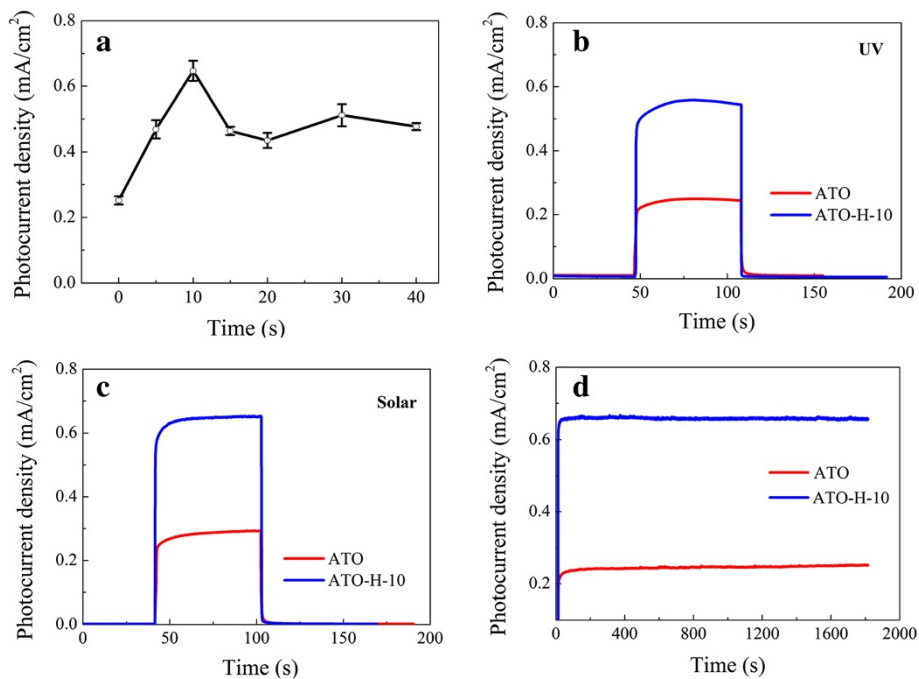 a
Photocurrent density (mA/cm²)
0.8
0.6
0.4
0.2
0.0
0 10 20 30 40
Time (s)
b
UV
Photocurrent density (mA/cm²)
0.8
0.6
0.4
0.2
0.0
ATO
ATO-H-10
0 50 100 150 200
Time (s)
c
Solar
Photocurrent density (mA/cm²)
0.8
0.6
0.4
0.2
0.0
ATO
ATO-H-10
0 50 100 150 200
Time (s)
d
Photocurrent density (mA/cm²)
0.8
0.6
0.4
0.2
ATO
ATO-H-10
0 400 800 1200 1600 2000
Time (s)